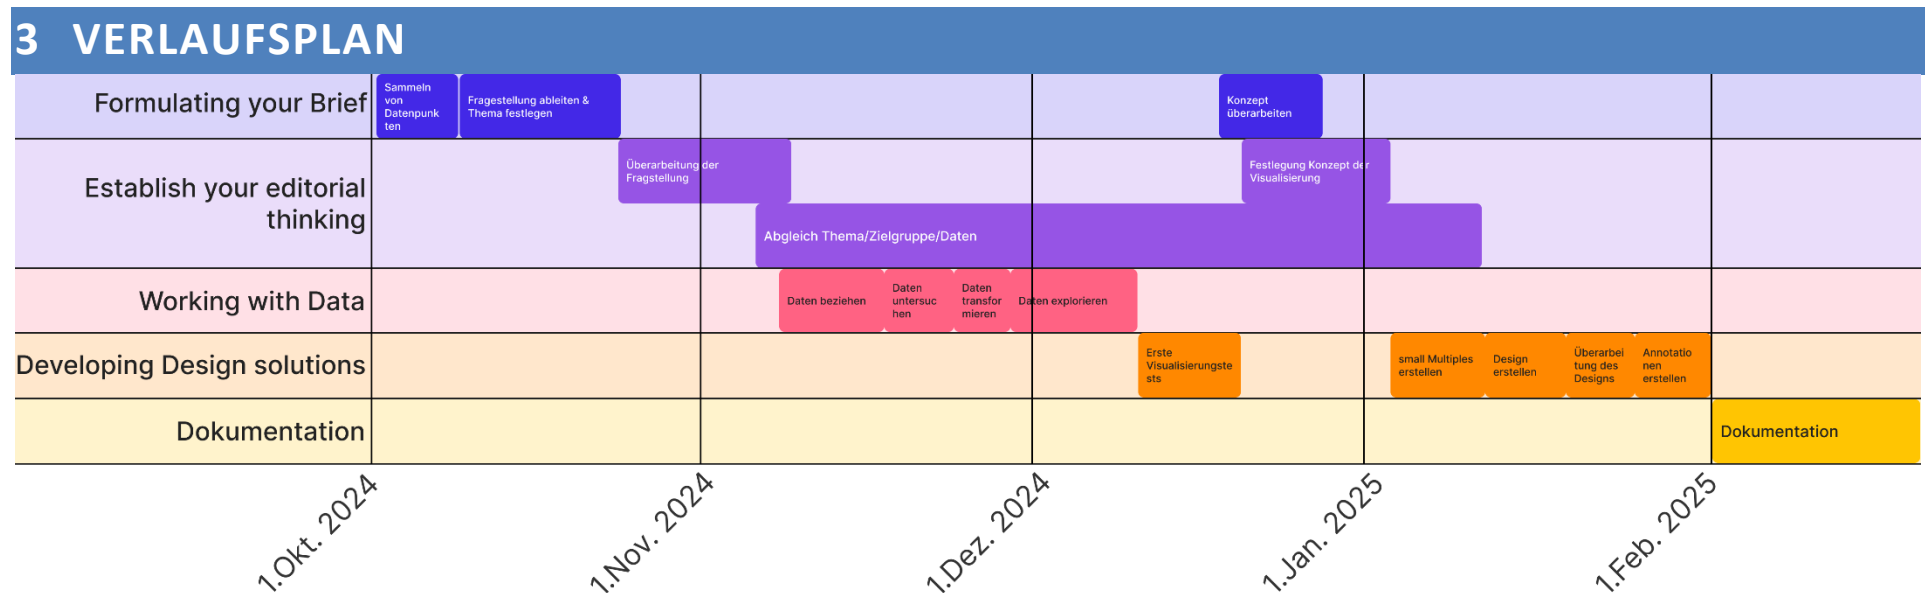 3 VERLAUFSPLAN
Formulating your Brief
Sammeln
von
Datenpunk
ten
Fragestellung ableiten &
Thema festlegen
Konzept
überarbeiten
Establish your editorial
thinking
Überarbeitung der
Fragstellung
Festlegung Konzept der
Visualisierung
Abgleich Thema/Zielgruppe/Daten
Working with Data
Daten beziehen
Daten
untersuc
hen
Daten
transfor
mieren
Daten explorieren
Developing Design solutions
Erste
Visualisierungste
sts
small Multiples
erstellen
Design
erstellen
Überarbei
tung des
Designs
Annotatio
nen
erstellen
Dokumentation
Dokumentation
1.Okt. 2024
1.Nov. 2024
1.Dez. 2024
1.Jan. 2025
1.Feb. 2025